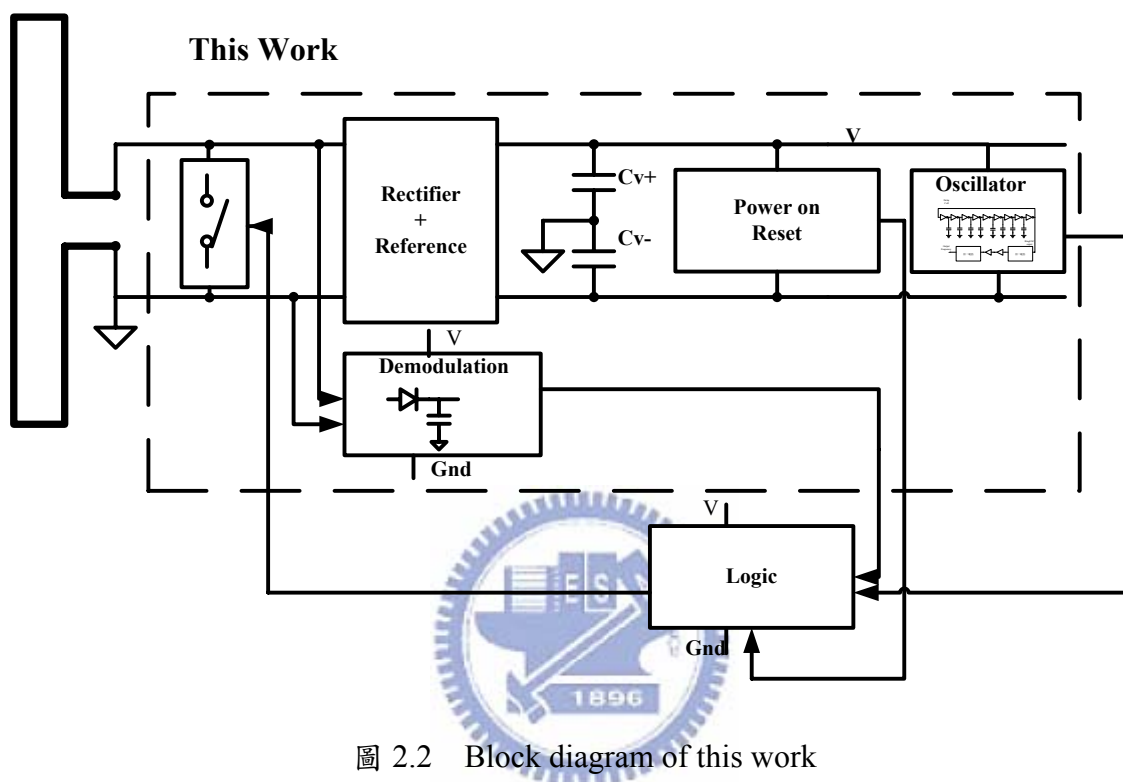 This Work
V
Cv+
Cv-
Rectifier
+
Reference
Power on
Reset
Oscillator
V
Demodulation
Gnd
V
Logic
Gnd
ES
1896
圖 2.2 Block diagram of this work